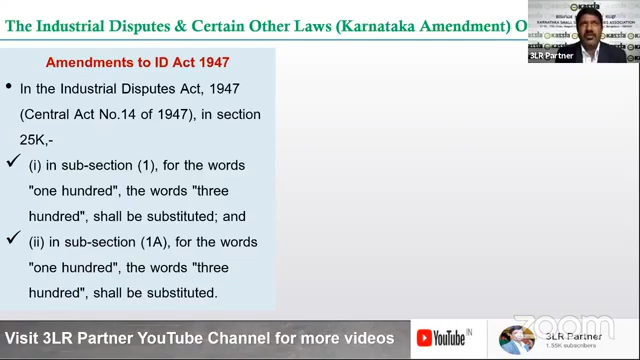 The Industrial Disputes & Certain Other Laws (Karnataka Amendment) O
kassia
3LR Partner
Amendments to ID Act 1947
• In the Industrial Disputes Act, 1947
(Central Act No.14 of 1947), in section
25K,-
✓ (i) in sub-section (1), for the words
"one hundred", the words "three
hundred", shall be substituted; and
✓ (ii) in sub-section (1A), for the words
"one hundred", the words "three
hundred", shall be substituted.
Visit 3LR Partner YouTube Channel for more videos
YouTube IN
3LR Partner
1.55K subscribers
zoom